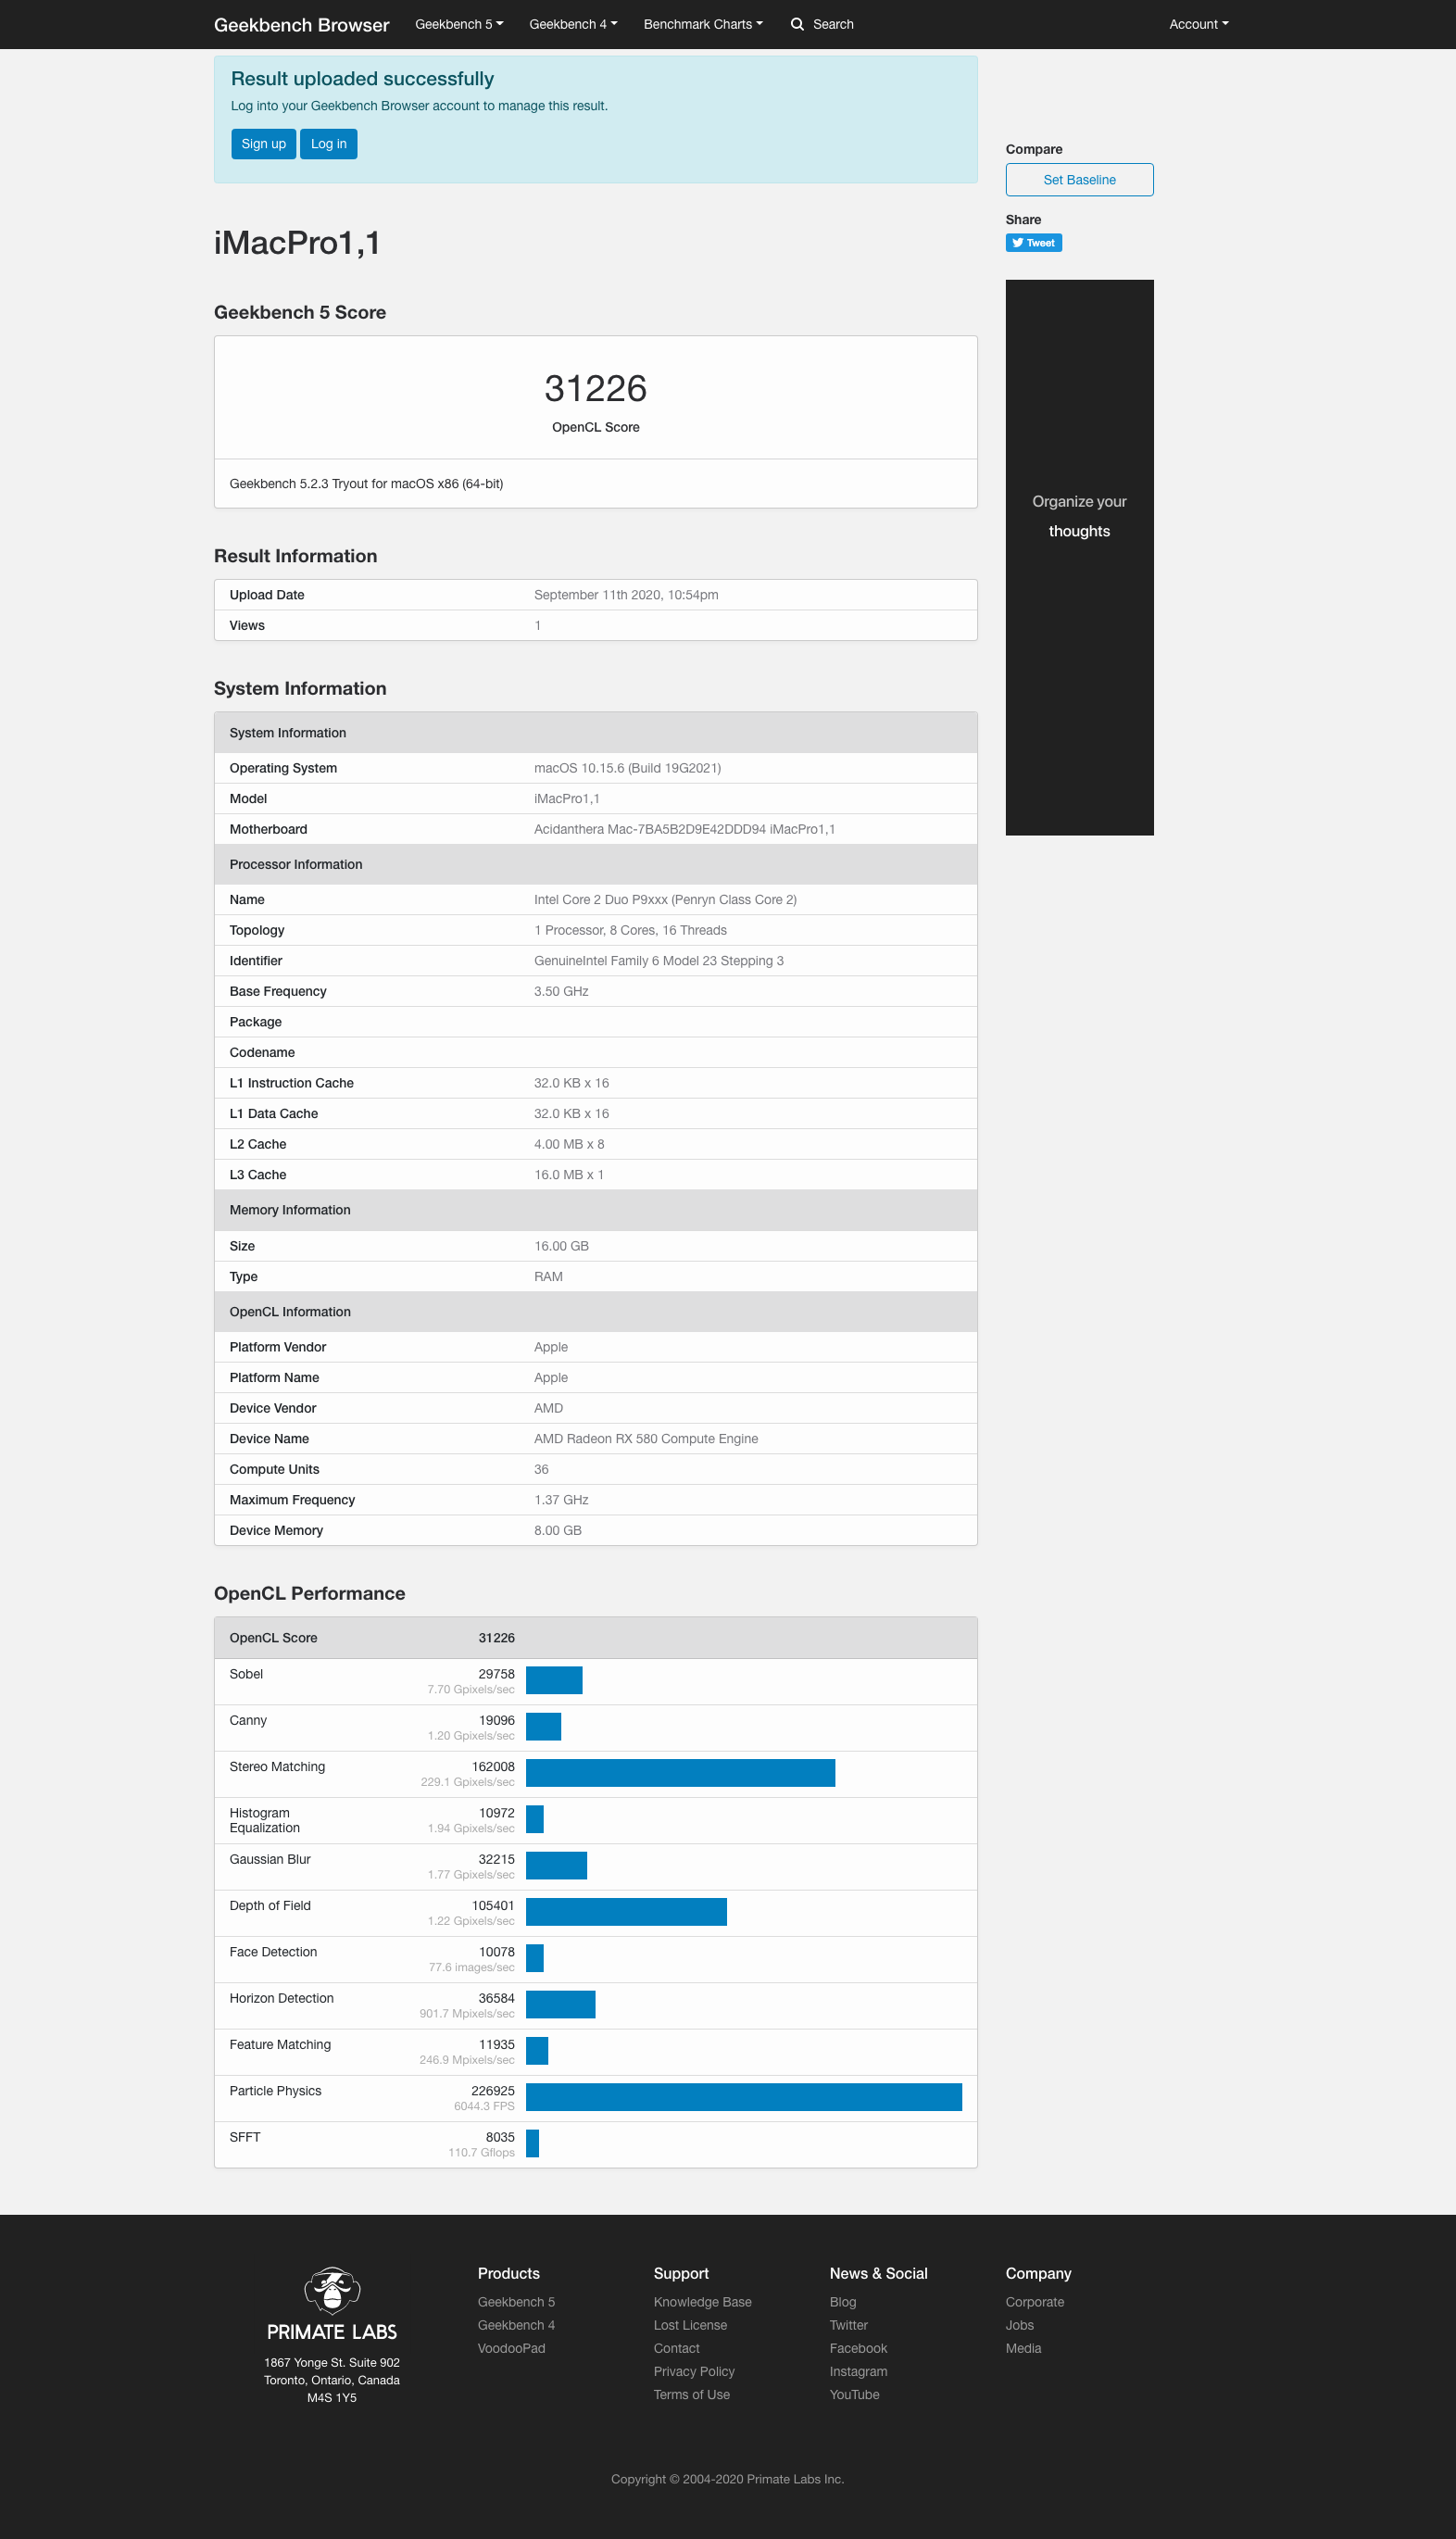 Geekbench Browser Geekbench 5 Geekbench 4 Benchmark Charts Search Account
Result uploaded successfully
Log into your Geekbench Browser account to manage this result.
Sign up Log in
Compare
Set Baseline
Share
Tweet
iMacPro1,1
Geekbench 5 Score
31226
OpenCL Score
Geekbench 5.2.3 Tryout for macOS x86 (64-bit)
Organize your
thoughts
Result Information
Upload Date September 11th 2020, 10:54pm
Views 1
System Information
System Information
Operating System macOS 10.15.6 (Build 19G2021)
Model iMacPro1,1
Motherboard Acidanthera Mac-7BA5B2D9E42DDD94 iMacPro1,1
Processor Information
Name Intel Core 2 Duo P9xxx (Penryn Class Core 2)
Topology 1 Processor, 8 Cores, 16 Threads
Identifier GenuineIntel Family 6 Model 23 Stepping 3
Base Frequency 3.50 GHz
Package
Codename
L1 Instruction Cache 32.0 KB x 16
L1 Data Cache 32.0 KB x 16
L2 Cache 4.00 MB x 8
L3 Cache 16.0 MB x 1
Memory Information
Size 16.00 GB
Type RAM
OpenCL Information
Platform Vendor Apple
Platform Name Apple
Device Vendor AMD
Device Name AMD Radeon RX 580 Compute Engine
Compute Units 36
Maximum Frequency 1.37 GHz
Device Memory 8.00 GB
OpenCL Performance
OpenCL Score 31226
Sobel 29758
7.70 Gpixels/sec
Canny 19096
1.20 Gpixels/sec
Stereo Matching 162008
229.1 Gpixels/sec
Histogram 10972
Equalization 1.94 Gpixels/sec
Gaussian Blur 32215
1.77 Gpixels/sec
Depth of Field 105401
1.22 Gpixels/sec
Face Detection 10078
77.6 images/sec
Horizon Detection 36584
901.7 Mpixels/sec
Feature Matching 11935
246.9 Mpixels/sec
Particle Physics 226925
6044.3 FPS
SFFT 8035
110.7 Gflops
PRIMATE LABS
1867 Yonge St. Suite 902
Toronto, Ontario, Canada
M4S 1Y5
Products
Geekbench 5
Geekbench 4
VoodooPad
Support
Knowledge Base
Lost License
Contact
Privacy Policy
Terms of Use
News & Social
Blog
Twitter
Facebook
Instagram
YouTube
Company
Corporate
Jobs
Media
Copyright © 2004-2020 Primate Labs Inc.